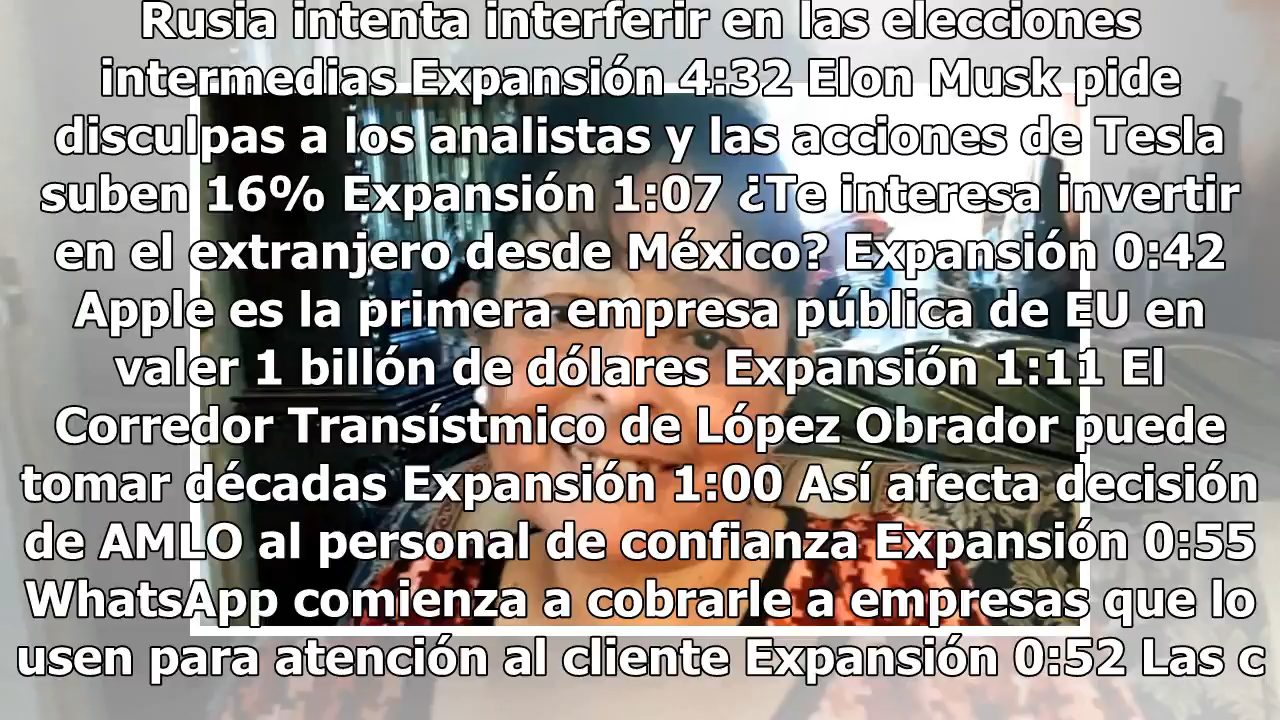 Rusia intenta interferir en las elecciones
intermedias Expansión 4:32 Elon Musk pide
disculpas a los analistas y las acciones de Tesla
suben 16% Expansión 1:07 ¿Te interesa invertir
en el extranjero desde México? Expansión 0:42
Apple es la primera empresa pública de EU en
valer 1 billón de dólares Expansión 1:11 El
Corredor Transístmico de López Obrador puede
tomar décadas Expansión 1:00 Así afecta decisión
de AMLO al personal de confianza Expansión 0:55
WhatsApp comienza a cobrarle a empresas que lo
usen para atención al cliente Expansión 0:52 Las c